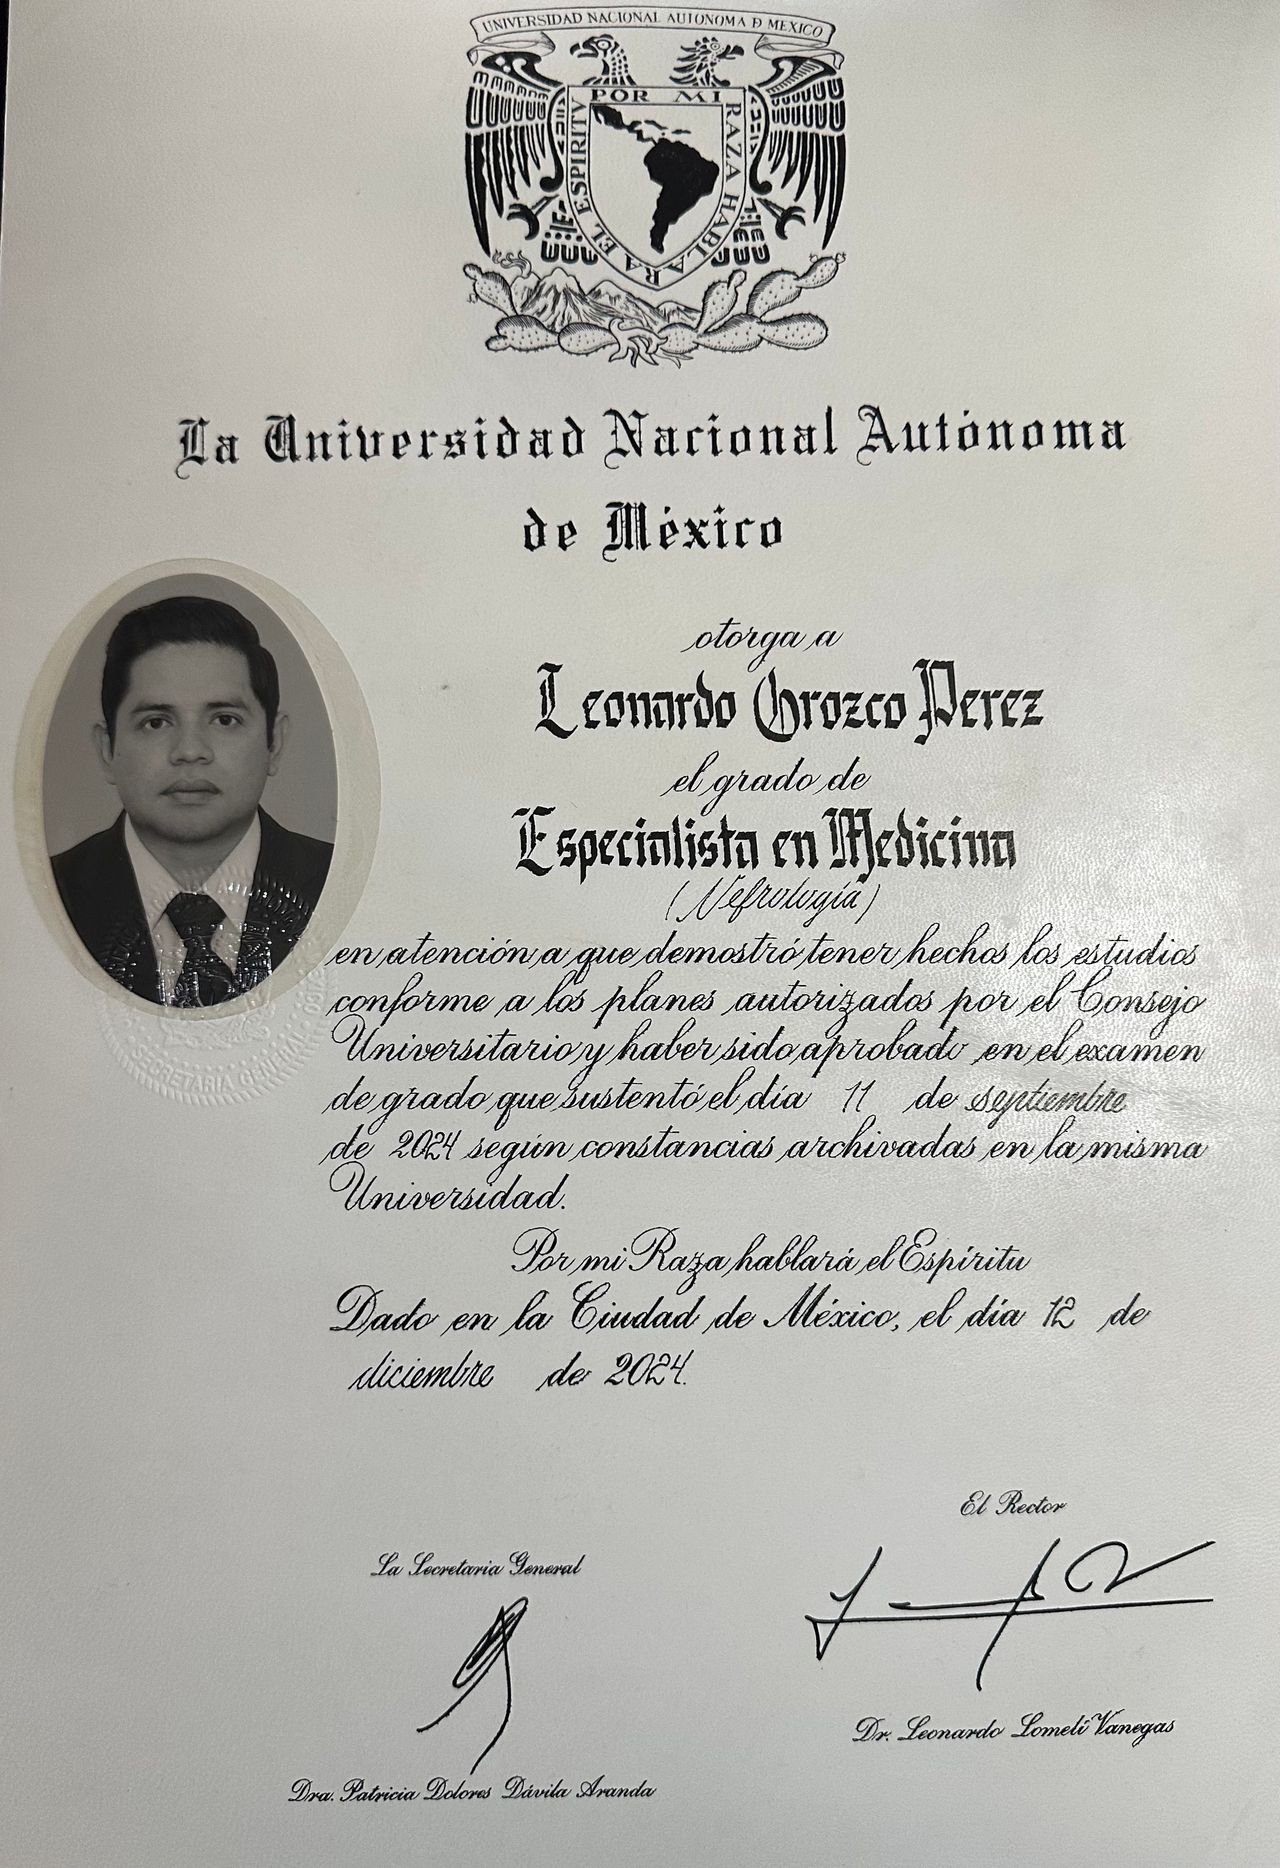 UNIVERSIDAD NACIONAL AUTONOMA D MEXICO
POR MI RAZA HABLARA EL ESPIRITV
La Universidad Nacional Autónoma
de México
otorga a
Leonardo Orozco Perez
el grado de
Especialista en Medicina
(Nefrología)
en atención a que demostró tener hechos los estudios
conforme a los planes autorizados por el Consejo
Universitario y haber sido aprobado en el examen
de grado que sustentó el día 11 de septiembre
de 2024 según constancias archivadas en la misma
Universidad.
Por mi Raza hablará el Espíritu
Dado en la Ciudad de México, el día 12 de
diciembre de 2024.
SECRETARIA GENERAL
El Rector
La Secretaria General
Dr. Leonardo Lomelí Vanegas
Dra. Patricia Dolores Dávila Aranda